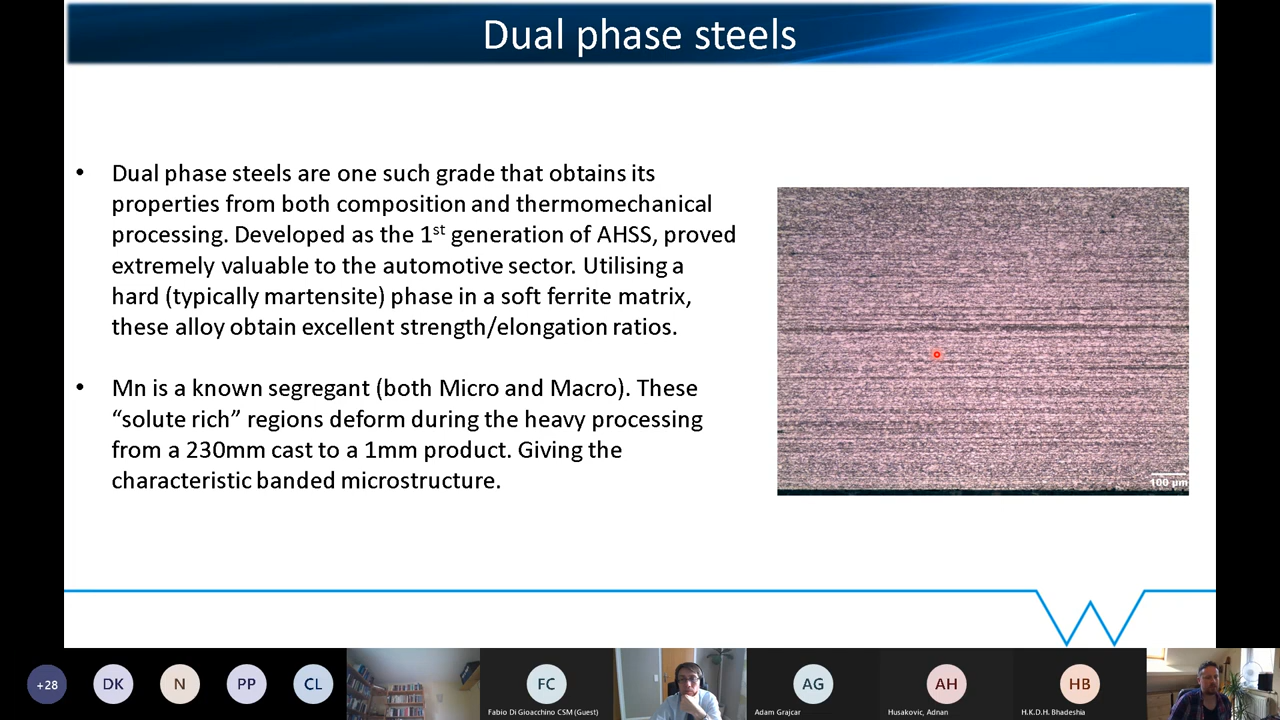 Dual phase steels
• Dual phase steels are one such grade that obtains its
properties from both composition and thermomechanical
processing. Developed as the 1st generation of AHSS, proved
extremely valuable to the automotive sector. Utilising a
hard (typically martensite) phase in a soft ferrite matrix,
these alloy obtain excellent strength/elongation ratios.
• Mn is a known segregant (both Micro and Macro). These
“solute rich” regions deform during the heavy processing
from a 230mm cast to a 1mm product. Giving the
characteristic banded microstructure.
100 µm
+28
DK
N
PP
CL
FC
Fabio Di Gioacchino CSM (Guest)
AG
Adam Grajcar
AH
Husakovic, Adnan
HB
H.K.D.H. Bhadeshia